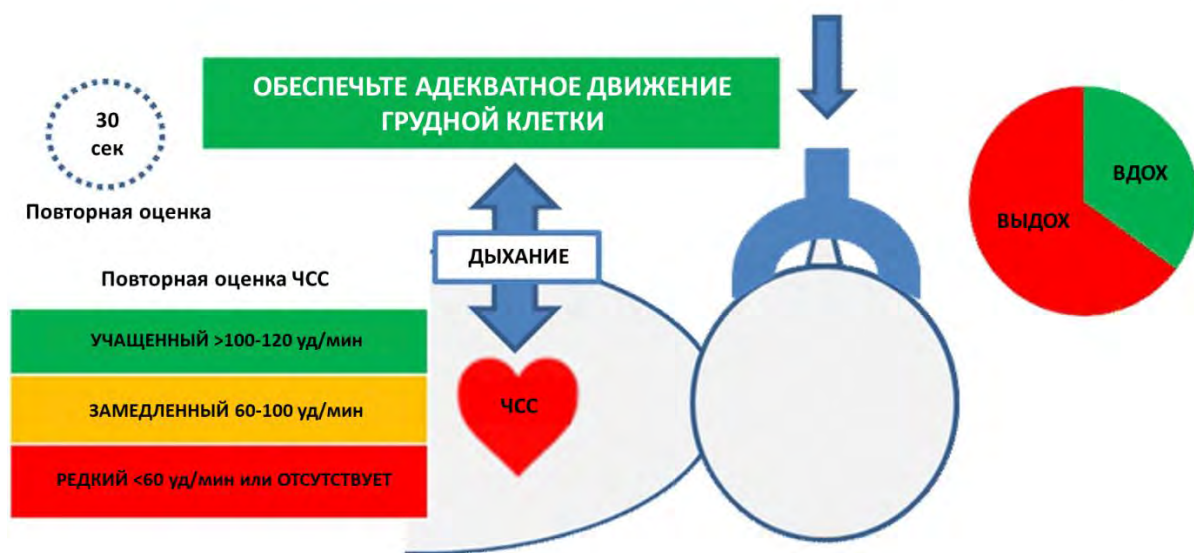 ОБЕСПЕЧЬТЕ АДЕКВАТНОЕ ДВИЖЕНИЕ
ГРУДНОЙ КЛЕТКИ
30
сек
Повторная оценка
ВДОХ
ВЫДОХ
ДЫХАНИЕ
Повторная оценка ЧСС
УЧАЩЕННЫЙ >100-120 уд/мин
ЗАМЕДЛЕННЫЙ 60-100 уд/мин
РЕДКИЙ <60 уд/мин или ОТСУТСТВУЕТ
ЧСС